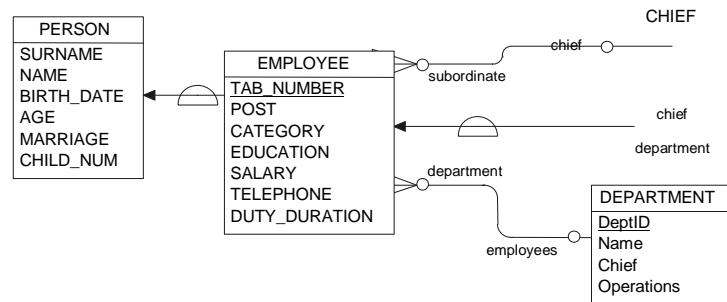 PERSON
SURNAME
NAME
BIRTH_DATE
AGE
MARRIAGE
CHILD_NUM
EMPLOYEE
TAB_NUMBER
POST
CATEGORY
EDUCATION
SALARY
TELEPHONE
DUTY_DURATION
CHIEF
chief
subordinate
chief
department
department
employees
DEPARTMENT
DeptID
Name
Chief
Operations